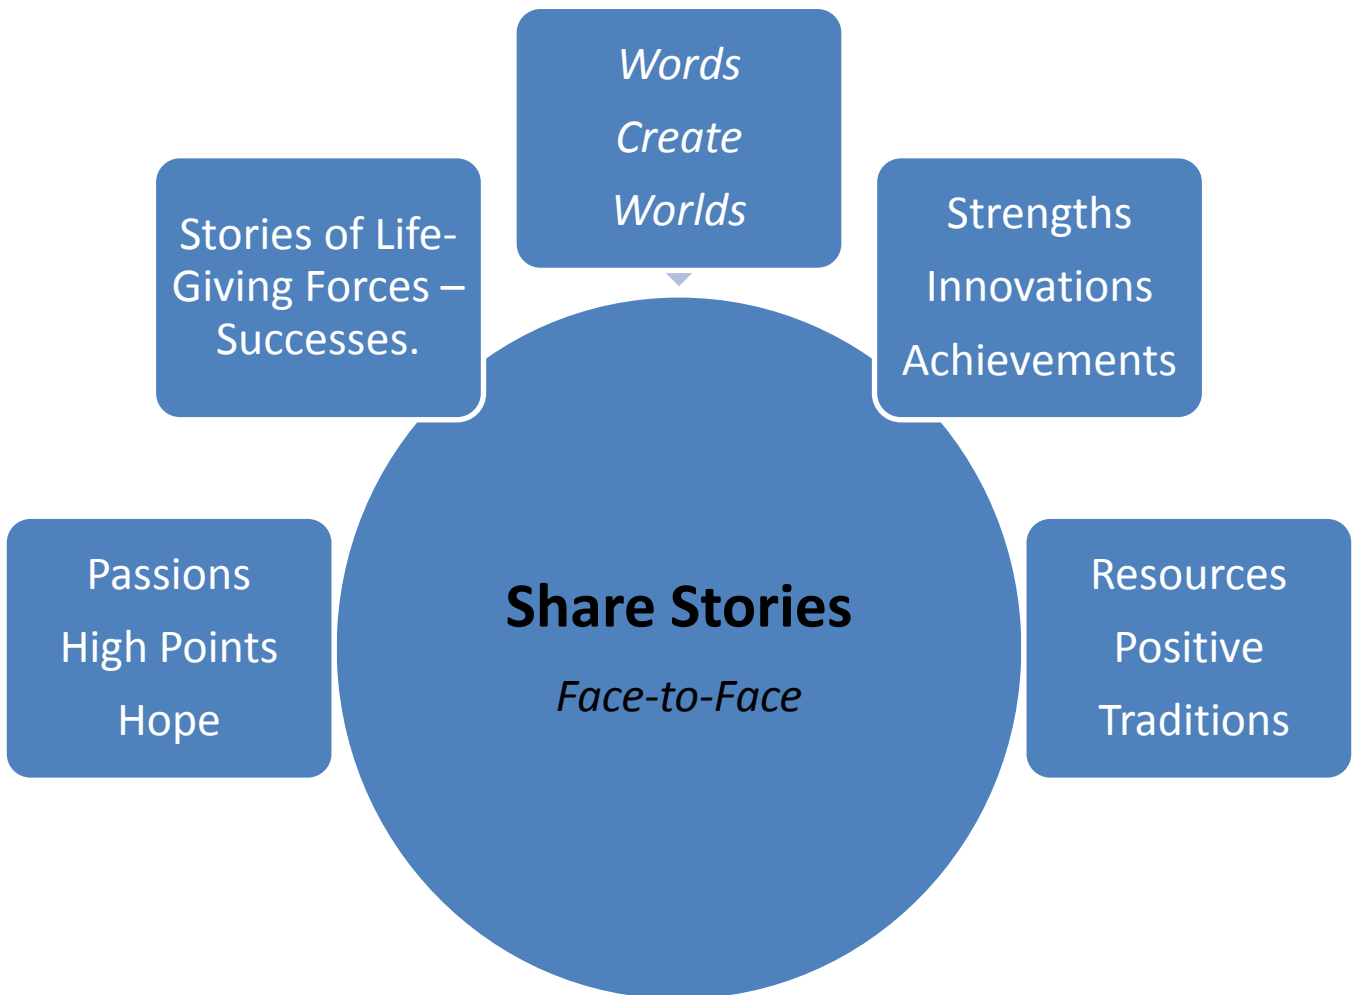 Words
Create
Worlds
Stories of Life-
Giving Forces –
Successes.
Strengths
Innovations
Achievements
Passions
High Points
Hope
Share Stories
Face-to-Face
Resources
Positive
Traditions